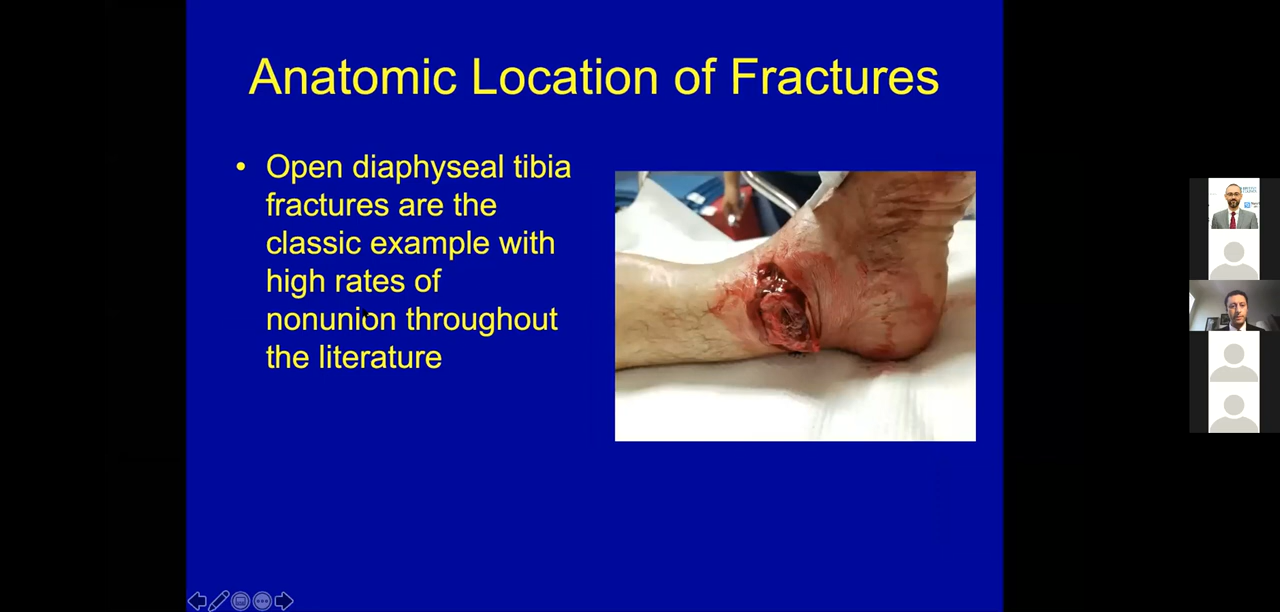 Anatomic Location of Fractures
• Open diaphyseal tibia
fractures are the
classic example with
high rates of
nonunion throughout
the literature